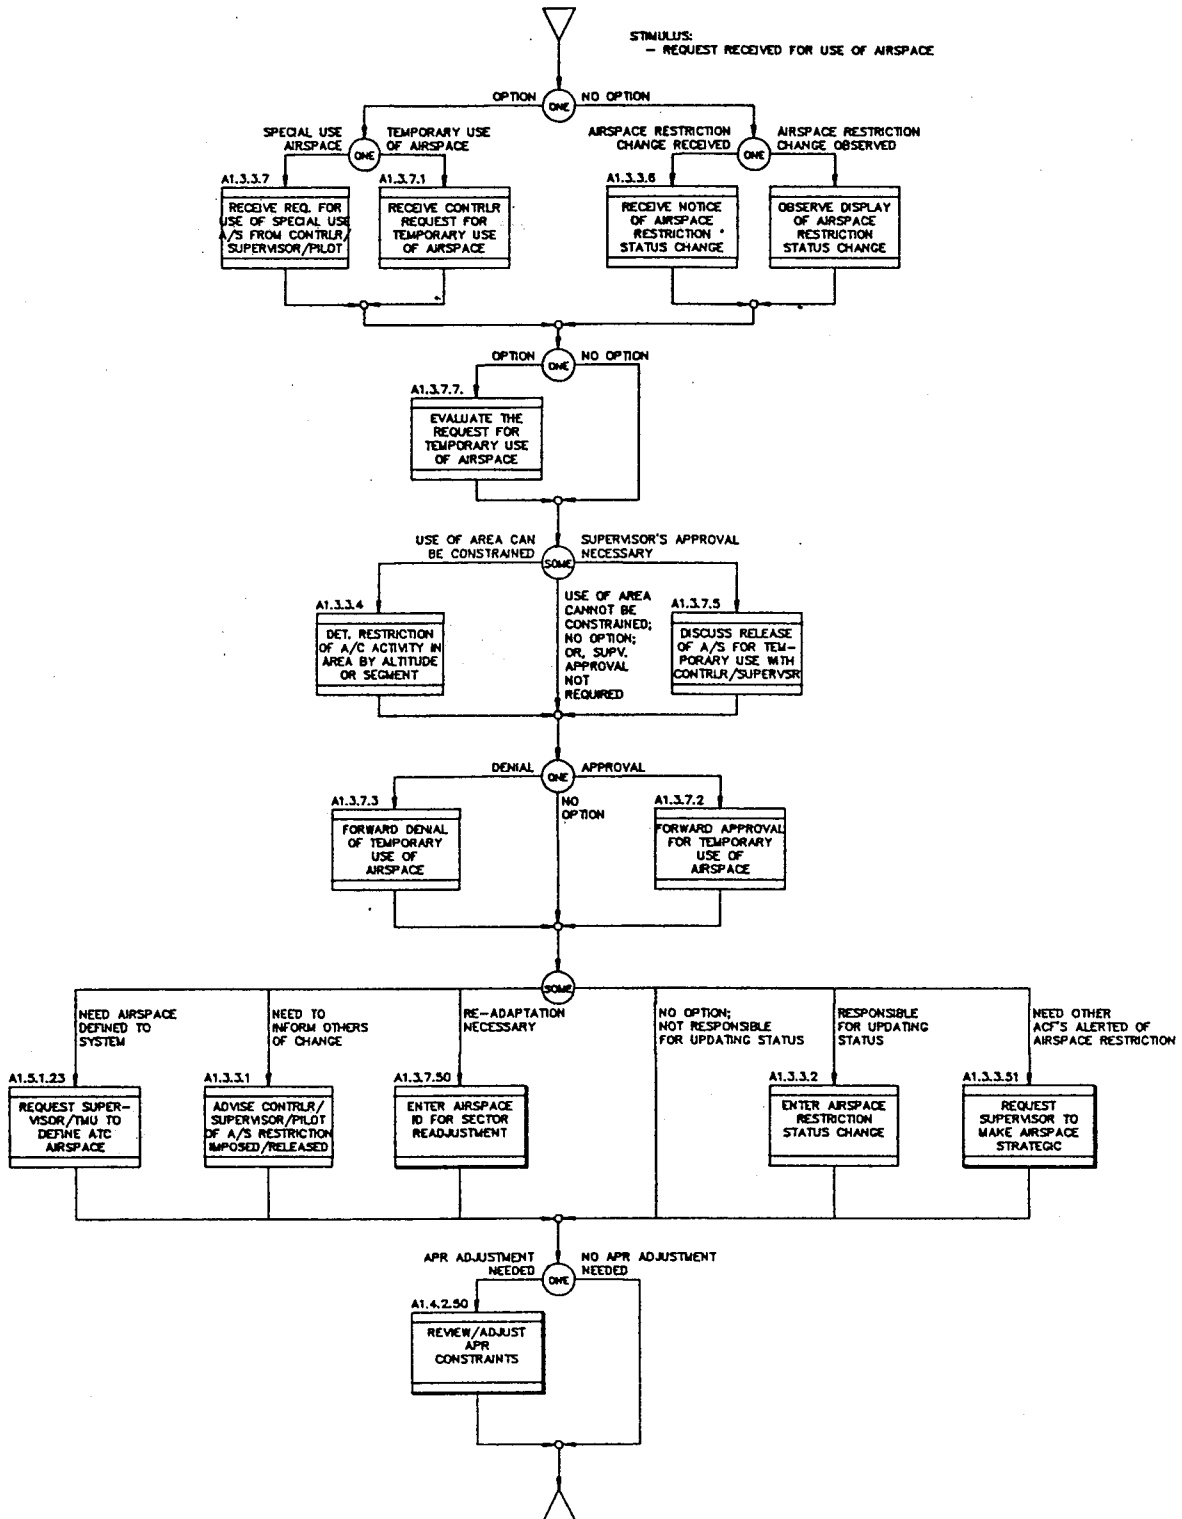 STIMULUS:
- REQUEST RECEIVED FOR USE OF AIRSPACE
OPTION
ONE
NO OPTION
SPECIAL USE
AIRSPACE
ONE
TEMPORARY USE
OF AIRSPACE
AIRSPACE RESTRICTION
CHANGE RECEIVED
ONE
AIRSPACE RESTRICTION
CHANGE OBSERVED
A1.3.3.7
RECEIVE REQ. FOR
USE OF SPECIAL USE
A/S FROM CONTRLR/
SUPERVISOR/PILOT
A1.3.7.1
RECEIVE CONTRLR
REQUEST FOR
TEMPORARY USE
OF AIRSPACE
A1.3.3.6
RECEIVE NOTICE
OF AIRSPACE
RESTRICTION
STATUS CHANGE
OBSERVE DISPLAY
OF AIRSPACE
RESTRICTION
STATUS CHANGE
OPTION
ONE
NO OPTION
A1.3.7.7.
EVALUATE THE
REQUEST FOR
TEMPORARY USE
OF AIRSPACE
USE OF AREA CAN
BE CONSTRAINED
SOME
SUPERVISOR'S APPROVAL
NECESSARY
A1.3.3.4
DET. RESTRICTION
OF A/C ACTIVITY IN
AREA BY ALTITUDE
OR SEGMENT
USE OF AREA
CANNOT BE
CONSTRAINED;
NO OPTION;
OR, SUPV.
APPROVAL
NOT
REQUIRED
A1.3.7.5
DISCUSS RELEASE
OF A/S FOR TEM-
PORARY USE WITH
CONTRLR/SUPERVSR
DENIAL
ONE
APPROVAL
NO
OPTION
A1.3.7.3
FORWARD DENIAL
OF TEMPORARY
USE OF
AIRSPACE
A1.3.7.2
FORWARD APPROVAL
FOR TEMPORARY
USE OF
AIRSPACE
SOME
NEED AIRSPACE
DEFINED TO
SYSTEM
NEED TO
INFORM OTHERS
OF CHANGE
RE-ADAPTATION
NECESSARY
NO OPTION;
NOT RESPONSIBLE
FOR UPDATING STATUS
RESPONSIBLE
FOR UPDATING
STATUS
NEED OTHER
ACF'S ALERTED OF
AIRSPACE RESTRICTION
A1.5.1.23
REQUEST SUPER-
VISOR/TMU TO
DEFINE ATC
AIRSPACE
A1.3.3.1
ADVISE CONTRLR/
SUPERVISOR/PILOT
OF A/S RESTRICTION
IMPOSED/RELEASED
A1.3.7.50
ENTER AIRSPACE
ID FOR SECTOR
READJUSTMENT
A1.3.3.2
ENTER AIRSPACE
RESTRICTION
STATUS CHANGE
A1.3.3.51
REQUEST
SUPERVISOR TO
MAKE AIRSPACE
STRATEGIC
APR ADJUSTMENT
NEEDED
ONE
NO APR ADJUSTMENT
NEEDED
A1.4.2.50
REVIEW/ADJUST
APR
CONSTRAINTS